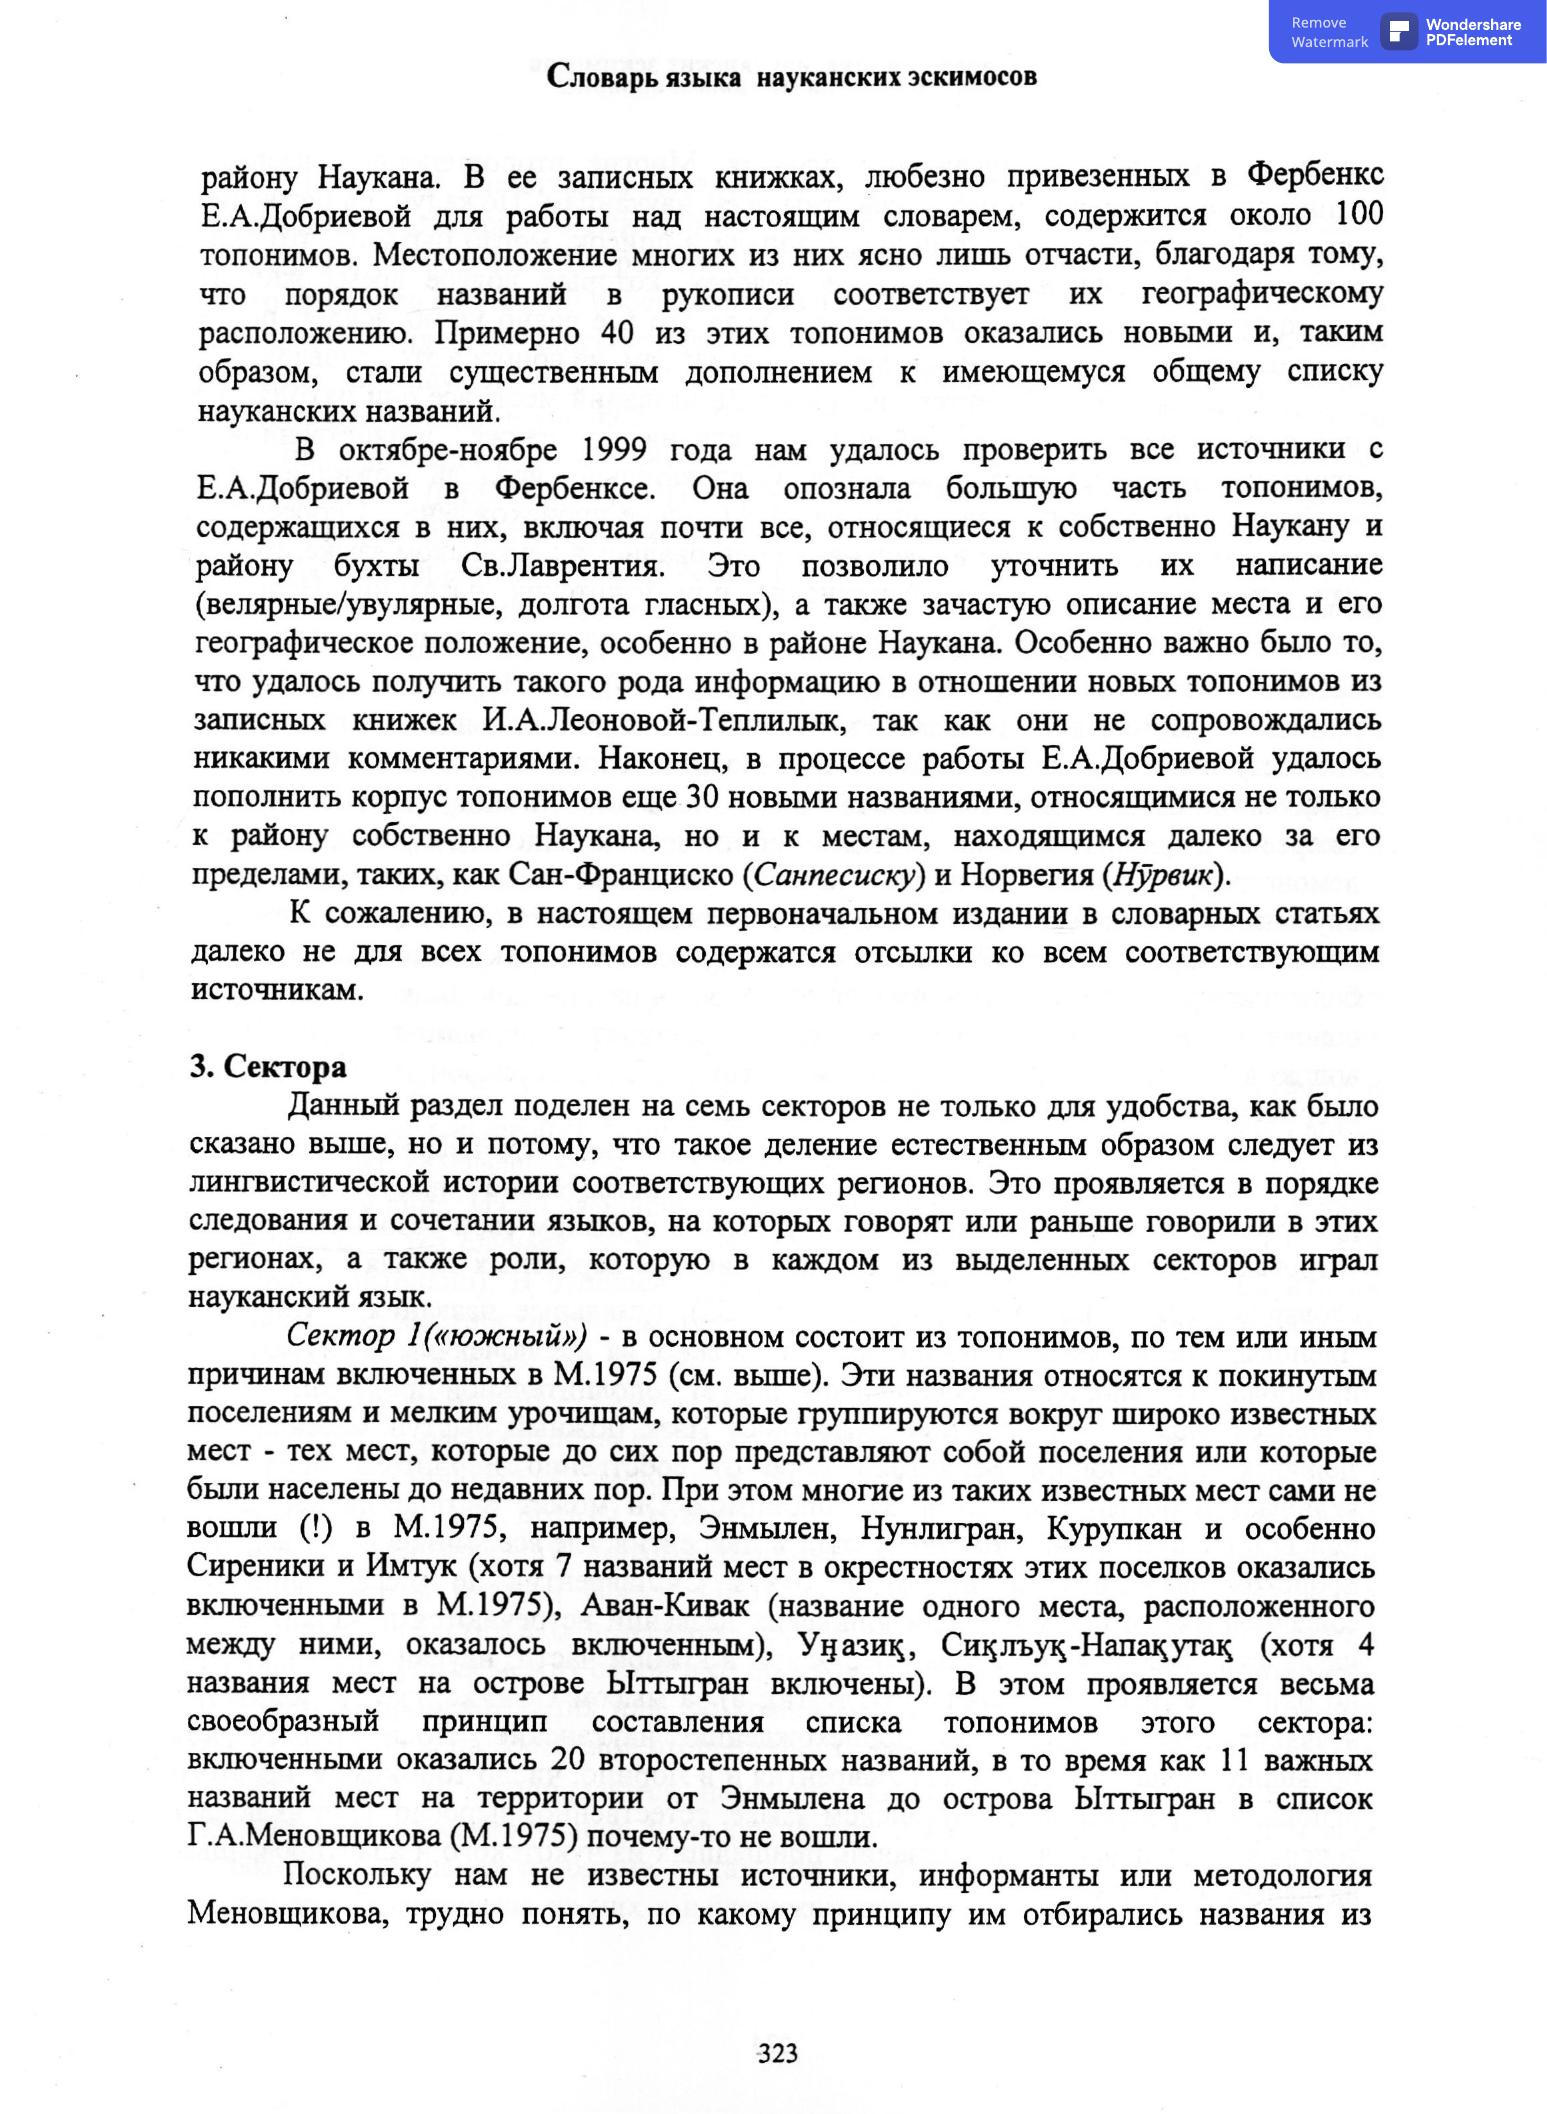 Remove
Watermark
Wondershare
PDFelement
Словарь языка науканских эскимосов
району Наукана. В ее записных книжках, любезно привезенных в Фербенкс
Е.А.Добриевой для работы над настоящим словарем, содержится около 100
топонимов. Местоположение многих из них ясно лишь отчасти, благодаря тому,
что порядок названий в рукописи соответствует их географическому
расположению. Примерно 40 из этих топонимов оказались новыми и, таким
образом, стали существенным дополнением к имеющемуся общему списку
науканских названий.
В октябре-ноябре 1999 года нам удалось проверить все источники с
Е.А.Добриевой в Фербенксе. Она опознала большую часть топонимов,
содержащихся в них, включая почти все, относящиеся к собственно Наукану и
району бухты Св.Лаврентия. Это позволило уточнить их написание
(велярные/увулярные, долгота гласных), а также зачастую описание места и его
географическое положение, особенно в районе Наукана. Особенно важно было то,
что удалось получить такого рода информацию в отношении новых топонимов из
записных книжек И.А.Леоновой-Теплилык, так как они не сопровождались
никакими комментариями. Наконец, в процессе работы Е.А.Добриевой удалось
пополнить корпус топонимов еще 30 новыми названиями, относящимися не только
к району собственно Наукана, но и к местам, находящимся далеко за его
пределами, таких, как Сан-Франциско (Санпесиску) и Норвегия (Нӯрвик).
К сожалению, в настоящем первоначальном издании в словарных статьях
далеко не для всех топонимов содержатся отсылки ко всем соответствующим
источникам.
3. Сектора
Данный раздел поделен на семь секторов не только для удобства, как было
сказано выше, но и потому, что такое деление естественным образом следует из
лингвистической истории соответствующих регионов. Это проявляется в порядке
следования и сочетании языков, на которых говорят или раньше говорили в этих
регионах, а также роли, которую в каждом из выделенных секторов играл
науканский язык.
Сектор 1(«южный») - в основном состоит из топонимов, по тем или иным
причинам включенных в М.1975 (см. выше). Эти названия относятся к покинутым
поселениям и мелким урочищам, которые группируются вокруг широко известных
мест - тех мест, которые до сих пор представляют собой поселения или которые
были населены до недавних пор. При этом многие из таких известных мест сами не
вошли (!) в М.1975, например, Энмылен, Нунлигран, Курупкан и особенно
Сиреники и Имтук (хотя 7 названий мест в окрестностях этих поселков оказались
включенными в М.1975), Аван-Кивак (название одного места, расположенного
между ними, оказалось включенным), Уӈазиӄ, Сиӄлъуӄ-Напаӄутаӄ (хотя 4
названия мест на острове Ыттыгран включены). В этом проявляется весьма
своеобразный принцип составления списка топонимов этого сектора:
включенными оказались 20 второстепенных названий, в то время как 11 важных
названий мест на территории от Энмылена до острова Ыттыгран в список
Г.А.Меновщикова (М.1975) почему-то не вошли.
Поскольку нам не известны источники, информанты или методология
Меновщикова, трудно понять, по какому принципу им отбирались названия из
323